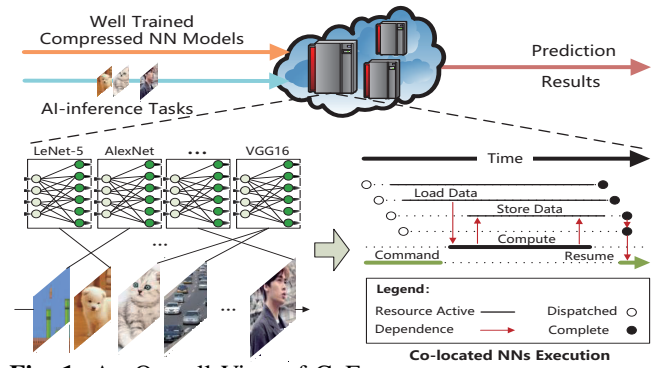 Well Trained
Compressed NN Models
AI-inference Tasks
Prediction
Results
LeNet-5 AlexNet ... VGG16
...
...
Time
Load Data
Store Data
Compute
Command
Resume
Legend:
Resource Active
Dispatched
Dependence
Complete
Co-located NNs Execution